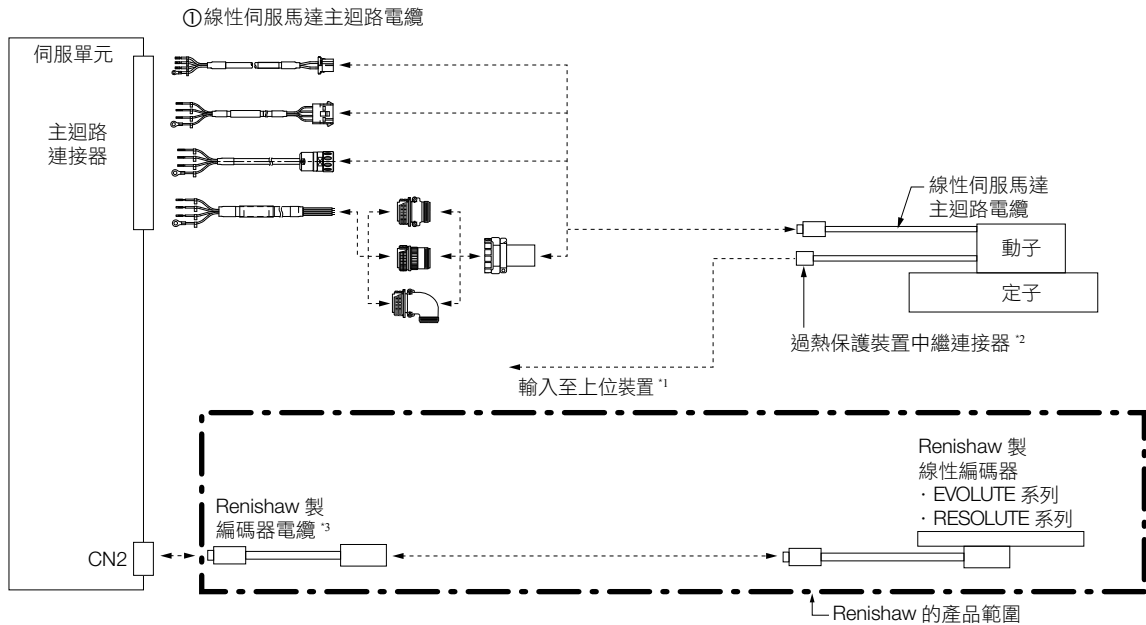 ①線性伺服馬達主迴路電纜
伺服單元
主迴路
連接器
線性伺服馬達
主迴路電纜
動子
定子
過熱保護裝置中繼連接器 *2
輸入至上位裝置 *1
Renishaw 製
線性編碼器
· EVOLUTE 系列
· RESOLUTE 系列
Renishaw 製
編碼器電纜 *3
CN2
Renishaw 的產品範圍